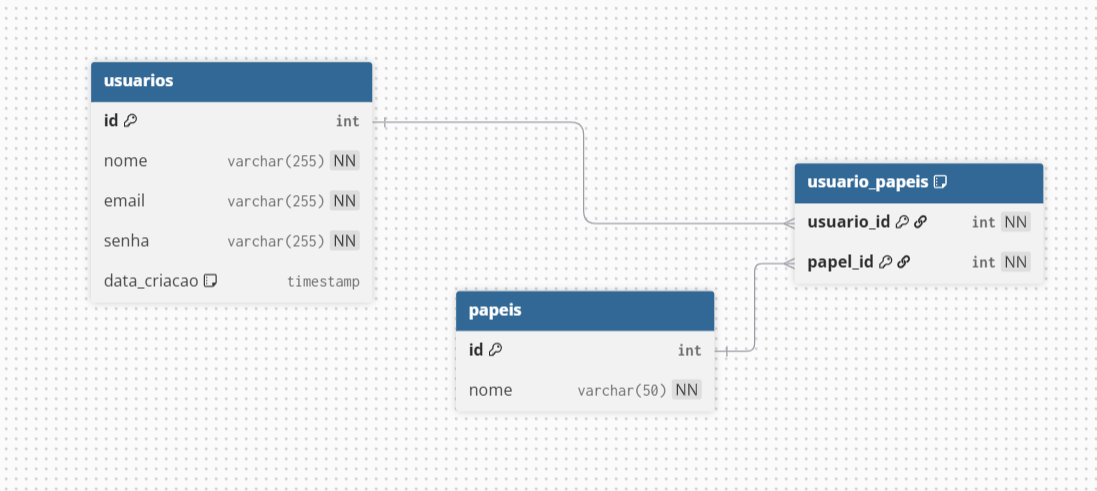 usuarios
id int
nome varchar(255) NN
email varchar(255) NN
senha varchar(255) NN
data_criacao timestamp
usuario_papeis
usuario_id int NN
papel_id int NN
papeis
id int
nome varchar(50) NN